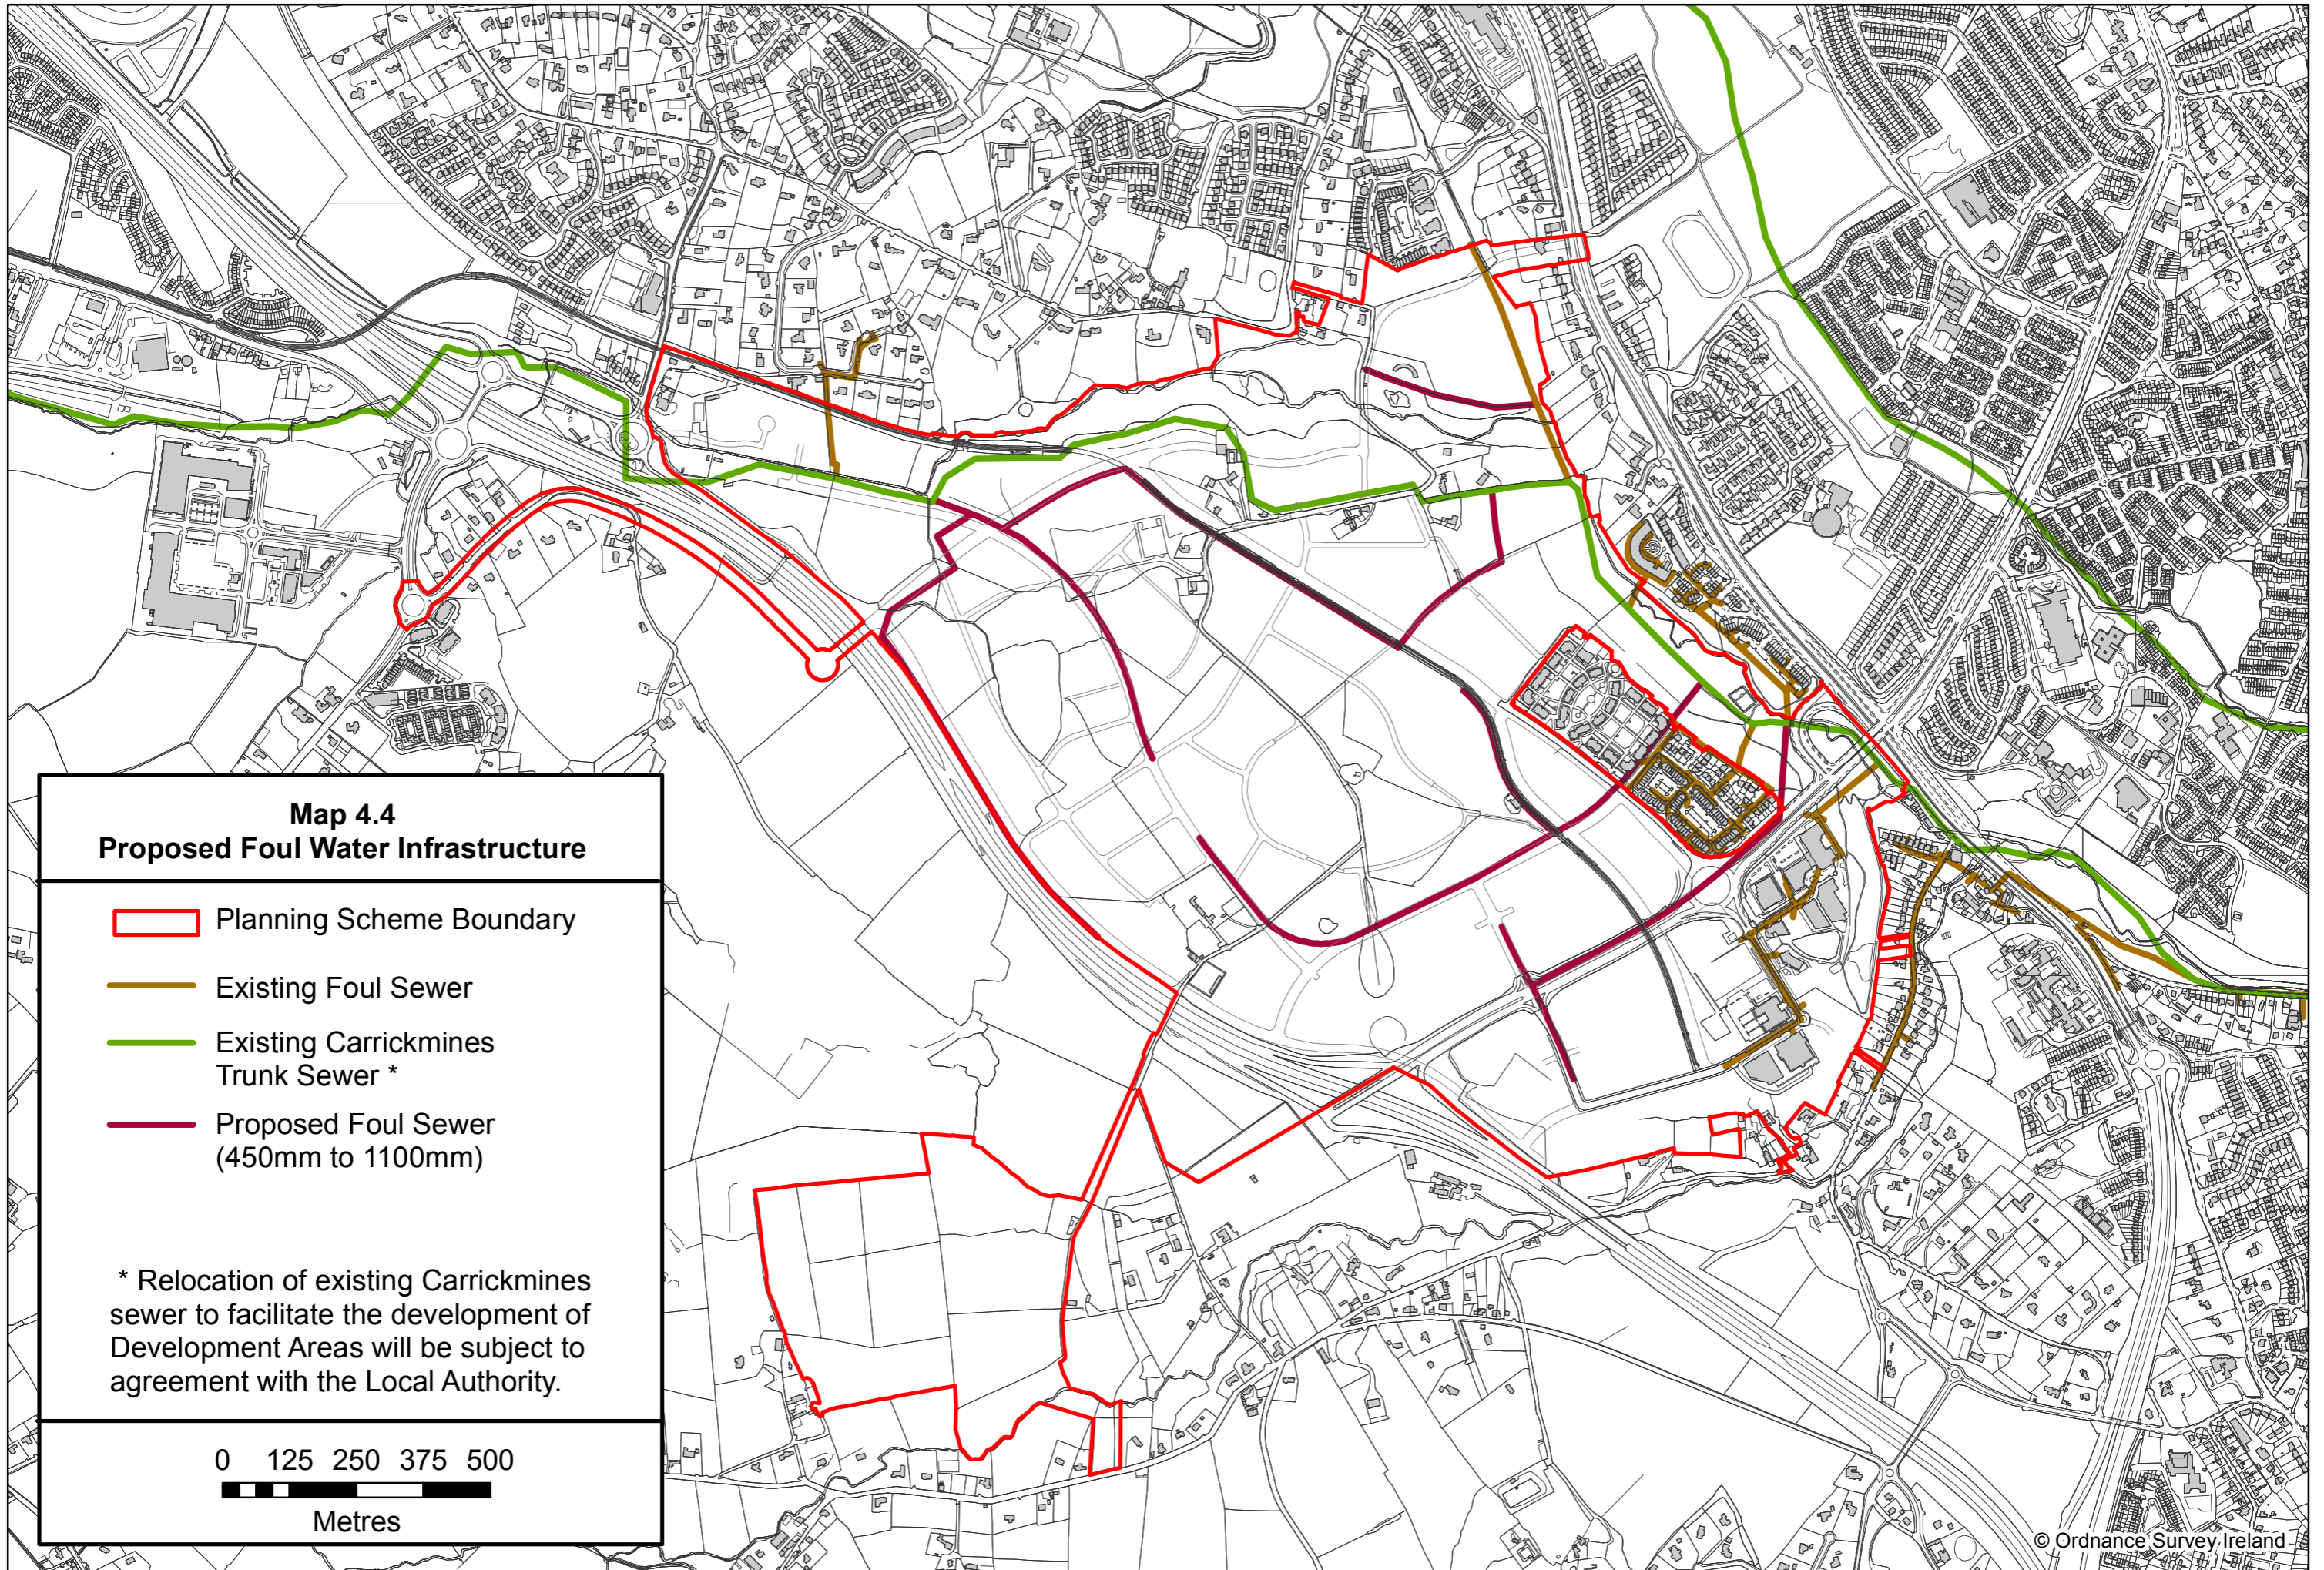 Map 4.4
Proposed Foul Water Infrastructure
Planning Scheme Boundary
Existing Foul Sewer
Existing Carrickmines
Trunk Sewer *
Proposed Foul Sewer
(450mm to 1100mm)
* Relocation of existing Carrickmines
sewer to facilitate the development of
Development Areas will be subject to
agreement with the Local Authority.
0 125 250 375 500
Metres
© Ordnance Survey Ireland